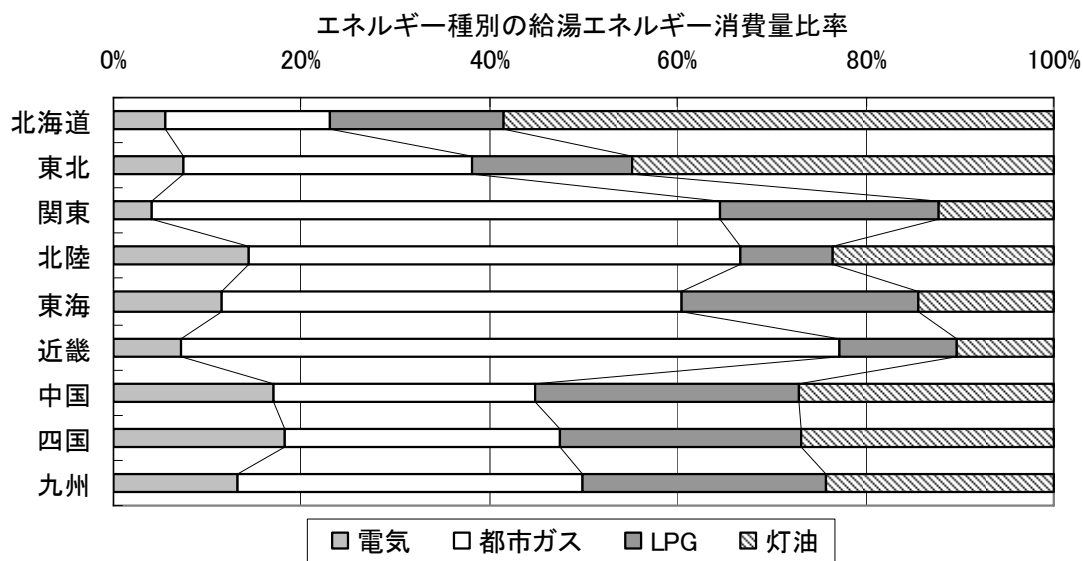 エネルギー種別の給湯エネルギー消費量比率
0% 20% 40% 60% 80% 100%
北海道
東北
関東
北陸
東海
近畿
中国
四国
九州
電気 都市ガス LPG 灯油